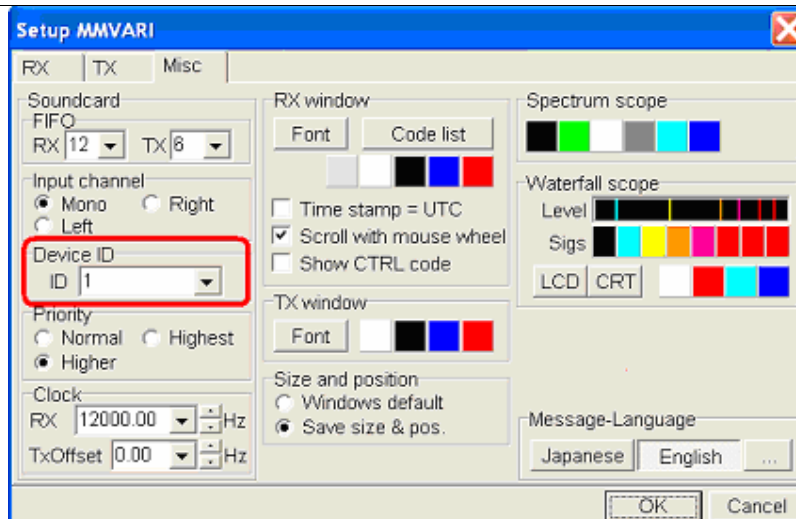 Setup MMVARI
RX TX Misc
Soundcard
FIFO
RX 12 TX 6
Input channel
Mono Right
Left
Device ID
ID 1
Priority
Normal Highest
Higher
Clock
RX 12000.00 Hz
TxOffset 0.00 Hz
RX window
Font Code list
Time stamp = UTC
Scroll with mouse wheel
Show CTRL code
TX window
Font
Size and position
Windows default
Save size & pos.
Spectrum scope
Waterfall scope
Level
Sigs
LCD CRT
Message-Language
Japanese English ...
OK Cancel